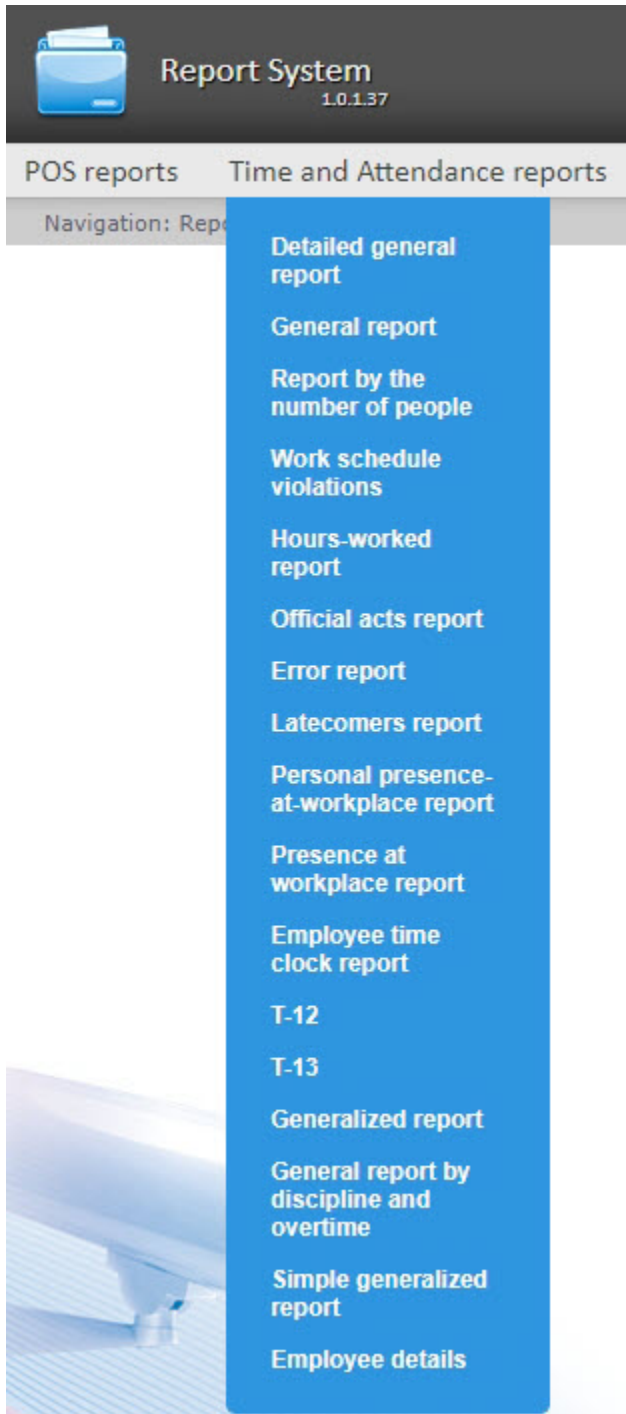 Report System
1.0.1.37
POS reports
Time and Attendance reports
Navigation:
Detailed general
report
General report
Report by the
number of people
Work schedule
violations
Hours-worked
report
Official acts report
Error report
Latecomers report
Personal presence-
at-workplace report
Presence at
workplace report
Employee time
clock report
T-12
T-13
Generalized report
General report by
discipline and
overtime
Simple generalized
report
Employee details